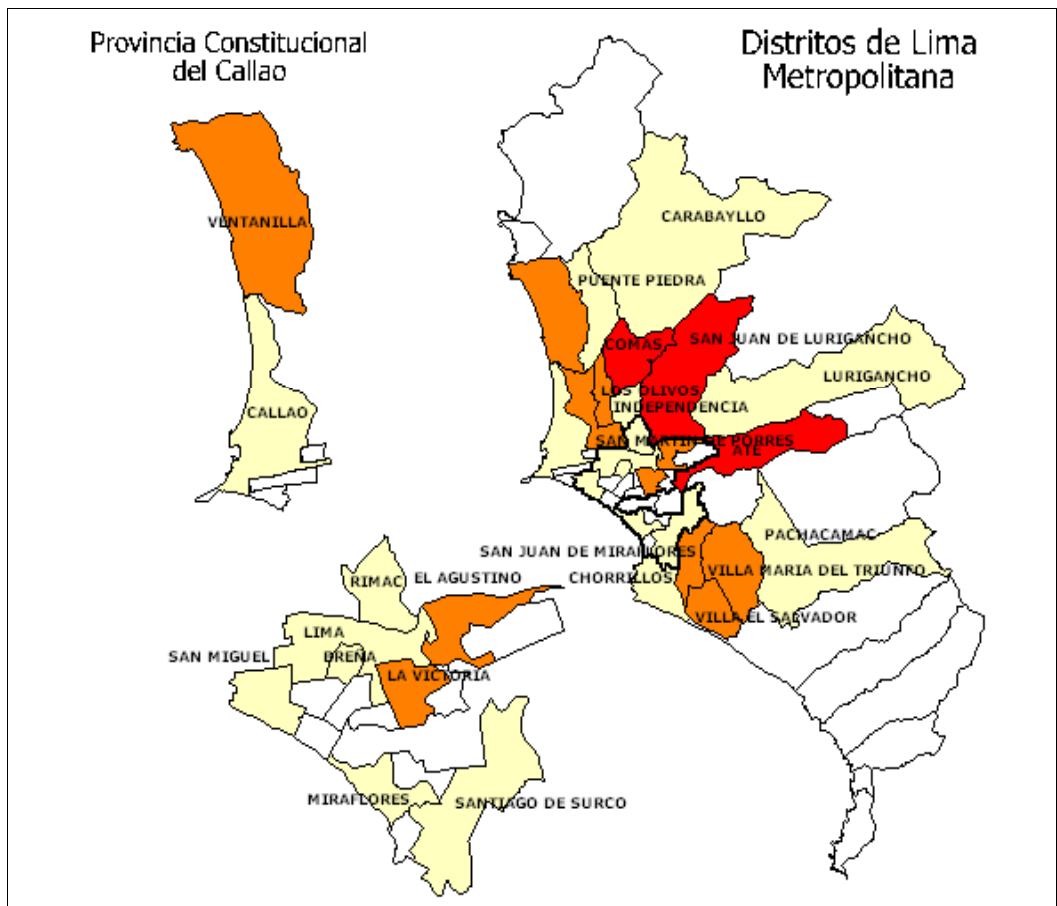 Provincia Constitucional
del Callao
Distritos de Lima
Metropolitana
VENTANILLA
CALLAO
CARABAYLLO
PUENTE PIEDRA
COMAS
SAN JUAN DE LURIGANCHO
LURIGANCHO
LOS OLIVOS
INDEPENDENCIA
SAN MARTIN DE PORRES
ATE
PACHACAMAC
SAN JUAN DE MIRAFLORES
CHORRILLOS
VILLA MARIA DEL TRIUNFO
VILLA EL SALVADOR
RIMAC
EL AGUSTINO
LIMA
BREÑA
SAN MIGUEL
LA VICTORIA
MIRAFLORES
SANTIAGO DE SURCO